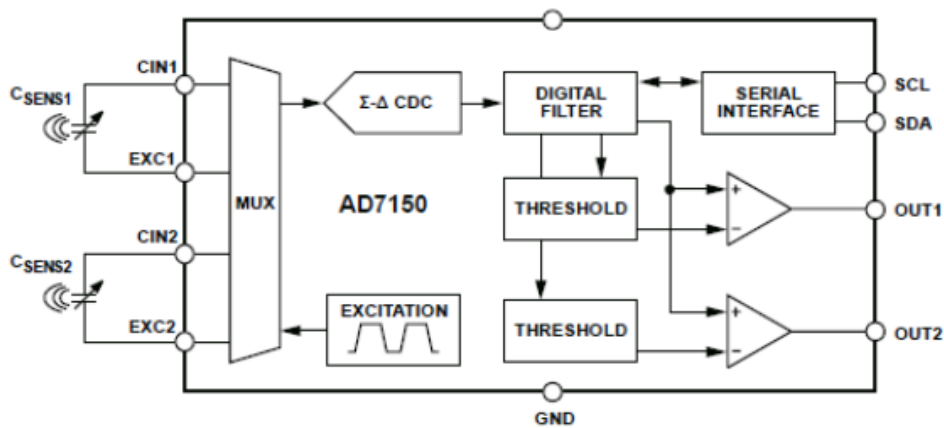 CIN1
CSENS1
EXC1
CIN2
CSENS2
EXC2
MUX
Σ-Δ CDC
AD7150
EXCITATION
DIGITAL
FILTER
SERIAL
INTERFACE
THRESHOLD
THRESHOLD
+
−
+
−
SCL
SDA
OUT1
OUT2
GND